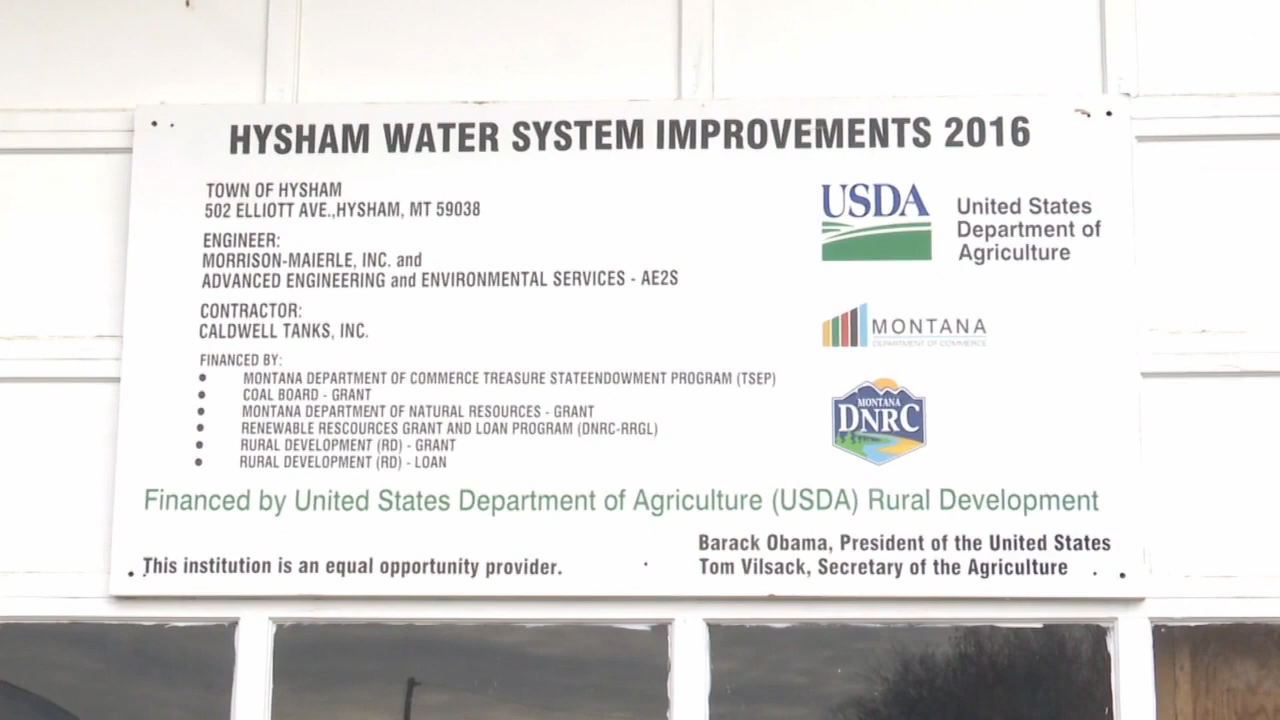 HYSHAM WATER SYSTEM IMPROVEMENTS 2016
TOWN OF HYSHAM
502 ELLIOTT AVE.,HYSHAM, MT 59038
ENGINEER:
MORRISON-MAIERLE, INC. and
ADVANCED ENGINEERING and ENVIRONMENTAL SERVICES - AE2S
CONTRACTOR:
CALDWELL TANKS, INC.
FINANCED BY:
• MONTANA DEPARTMENT OF COMMERCE TREASURE STATEENDOWMENT PROGRAM (TSEP)
• COAL BOARD - GRANT
• MONTANA DEPARTMENT OF NATURAL RESOURCES - GRANT
• RENEWABLE RESCOURCES GRANT AND LOAN PROGRAM (DNRC-RRGL)
• RURAL DEVELOPMENT (RD) - GRANT
• RURAL DEVELOPMENT (RD) - LOAN
USDA
United States
Department of
Agriculture
MONTANA
DEPARTMENT OF COMMERCE
MONTANA
DNRC
Financed by United States Department of Agriculture (USDA) Rural Development
This institution is an equal opportunity provider.
Barack Obama, President of the United States
Tom Vilsack, Secretary of the Agriculture